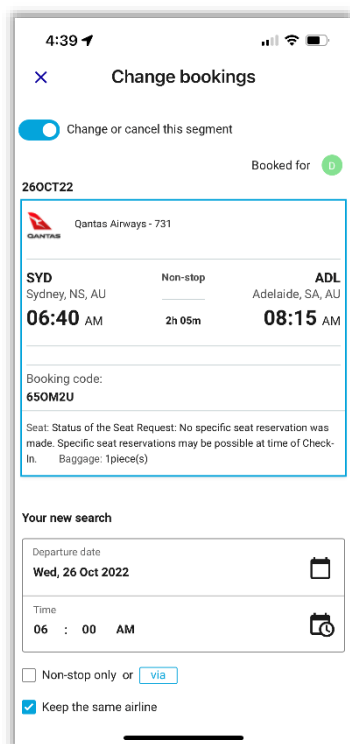 4:39
Change bookings
Change or cancel this segment
Booked for D
26OCT22
QANTAS
Qantas Airways - 731
SYD Non-stop ADL
Sydney, NS, AU Adelaide, SA, AU
06:40 AM 2h 05m 08:15 AM
Booking code:
65OM2U
Seat: Status of the Seat Request: No specific seat reservation was
made. Specific seat reservations may be possible at time of Check-
In. Baggage: 1piece(s)
Your new search
Departure date
Wed, 26 Oct 2022
Time
06 : 00 AM
Non-stop only or via
Keep the same airline